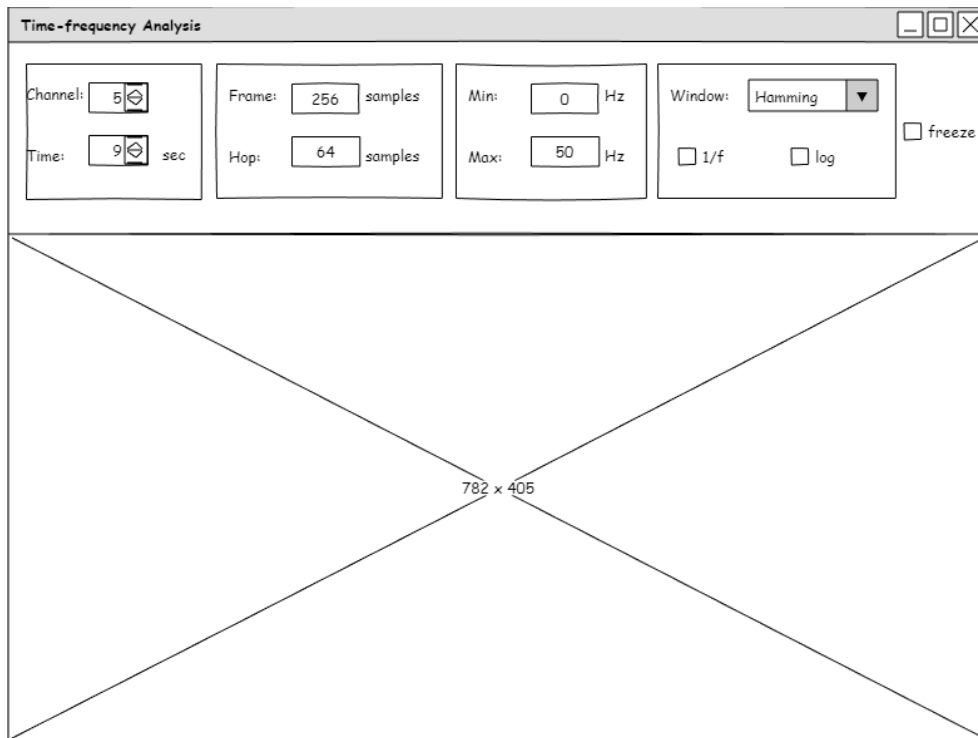 Time-frequency Analysis
Channel: 5
Time: 9 sec
Frame: 256 samples
Hop: 64 samples
Min: 0 Hz
Max: 50 Hz
Window: Hamming
1/f log
freeze
782 x 405